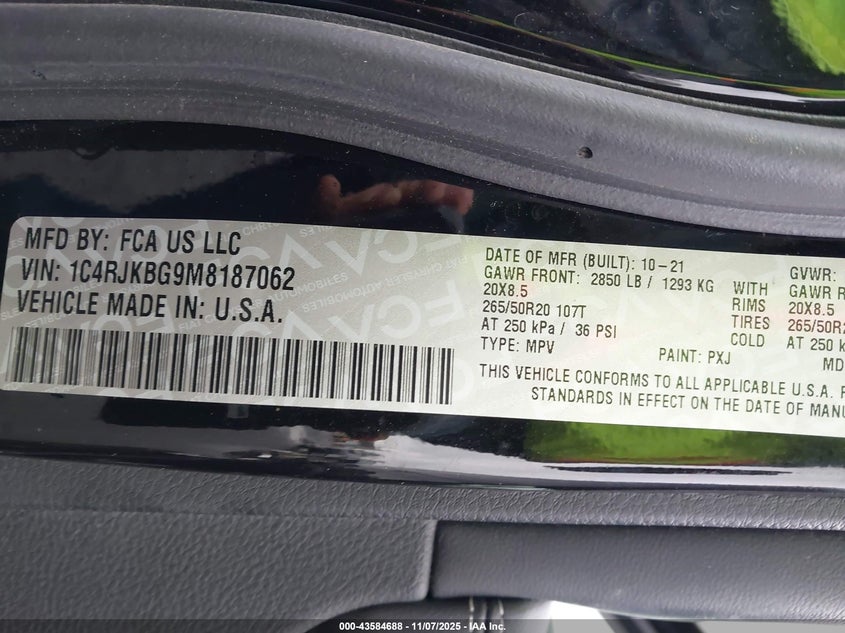 MFD BY: FCA US LLC
VIN: 1C4RJKBG9M8187062
VEHICLE MADE IN: U.S.A.
DATE OF MFR (BUILT): 10-21
GAWR FRONT: 2850 LB / 1293 KG WITH
20X8.5 RIMS
265/50R20 107T TIRES
AT 250 kPa / 36 PSI COLD
TYPE: MPV PAINT: PXJ
THIS VEHICLE CONFORMS TO ALL APPLICABLE U.S.A. F
STANDARDS IN EFFECT ON THE DATE OF MANU
GVWR:
GAWR R
20X8.5
265/50R2
AT 250 k
MD
000-43584688 - 11/07/2025 - IAA Inc.